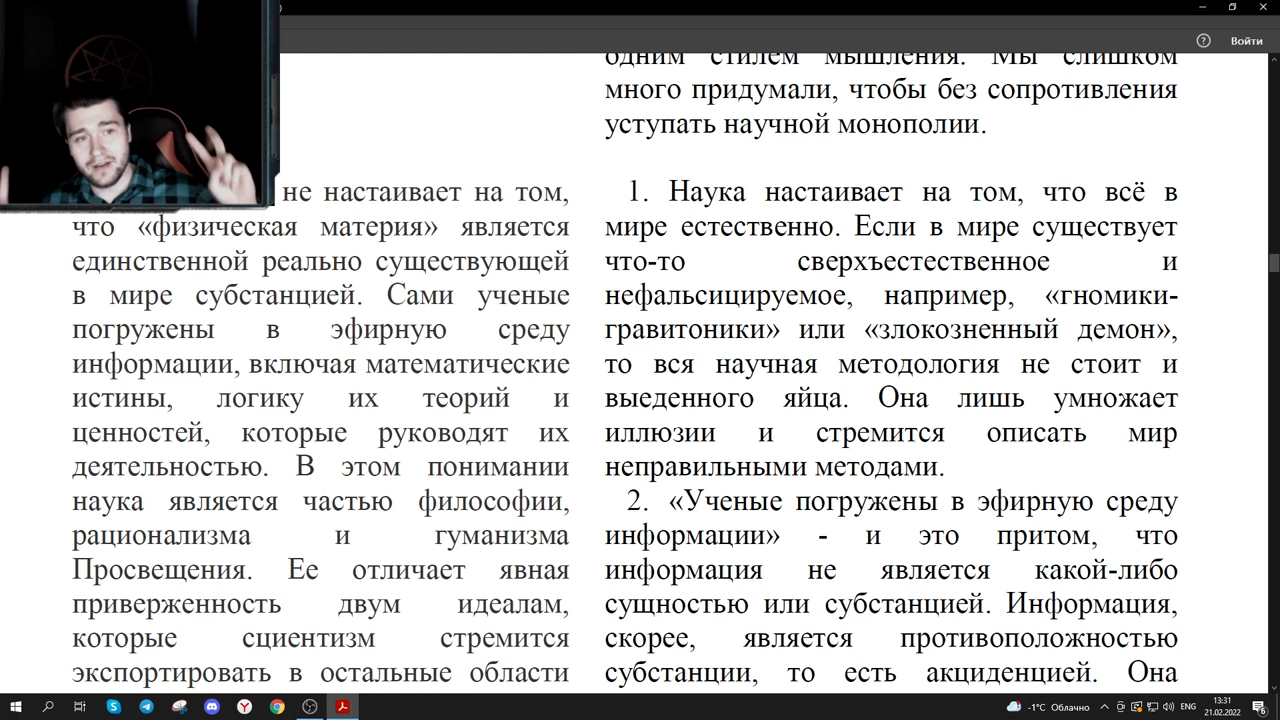 Войти
не настаивает на том,
что «физическая материя» является
единственной реально существующей
в мире субстанцией. Сами ученые
погружены в эфирную среду
информации, включая математические
истины, логику их теорий и
ценностей, которые руководят их
деятельностью. В этом понимании
наука является частью философии,
рационализма и гуманизма
Просвещения. Ее отличает явная
приверженность двум идеалам,
которые сциентизм стремится
экспортировать в остальные области
одним стилем мышления. Мы слишком
много придумали, чтобы без сопротивления
уступать научной монополии.
1. Наука настаивает на том, что всё в
мире естественно. Если в мире существует
что-то сверхъестественное и
нефальсицируемое, например, «гномики-
гравитоники» или «злокозненный демон»,
то вся научная методология не стоит и
выеденного яйца. Она лишь умножает
иллюзии и стремится описать мир
неправильными методами.
2. «Ученые погружены в эфирную среду
информации» - и это притом, что
информация не является какой-либо
сущностью или субстанцией. Информация,
скорее, является противоположностью
субстанции, то есть акциденцией. Она
-1°C Облачно
ENG
13:31
21.02.2022
6